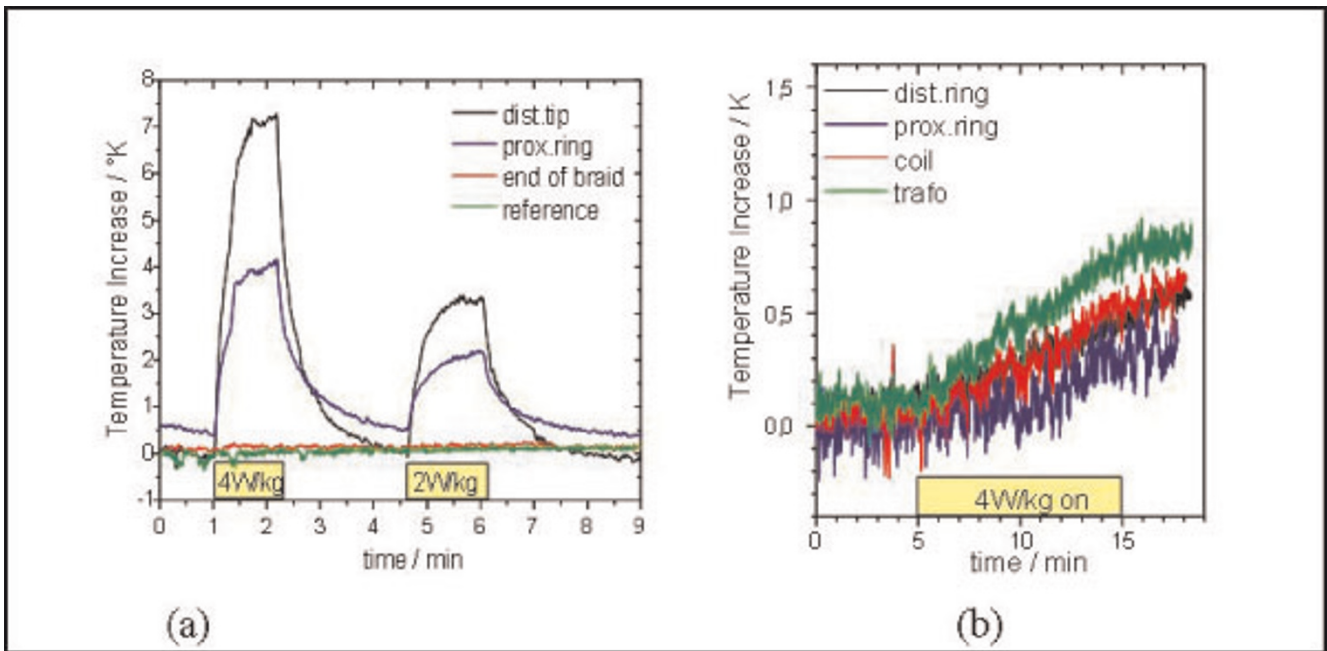 8
7
6
5
4
3
2
1
0
-1
Temperature Increase / °K
dist.tip
prox.ring
end of braid
reference
4W/kg
2W/kg
0 1 2 3 4 5 6 7 8 9
time / min
(a)
1,5
1,0
0,5
0,0
Temperature Increase / K
dist.ring
prox.ring
coil
trafo
4W/kg on
0 5 10 15
time / min
(b)